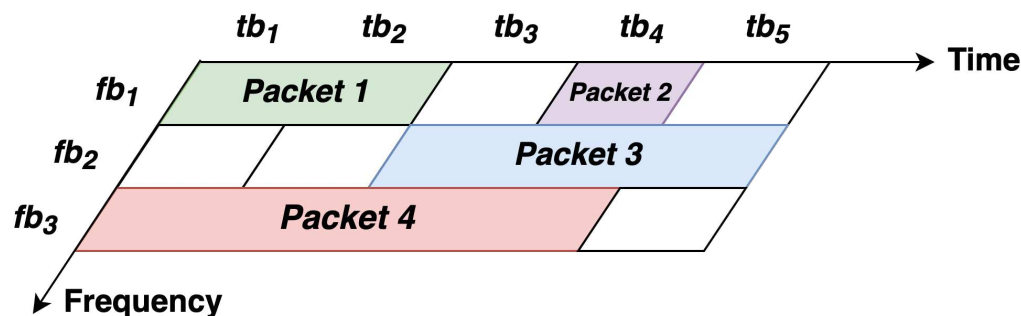 tb1 tb2 tb3 tb4 tb5
Time
fb1 Packet 1 Packet 2
fb2 Packet 3
fb3 Packet 4
Frequency